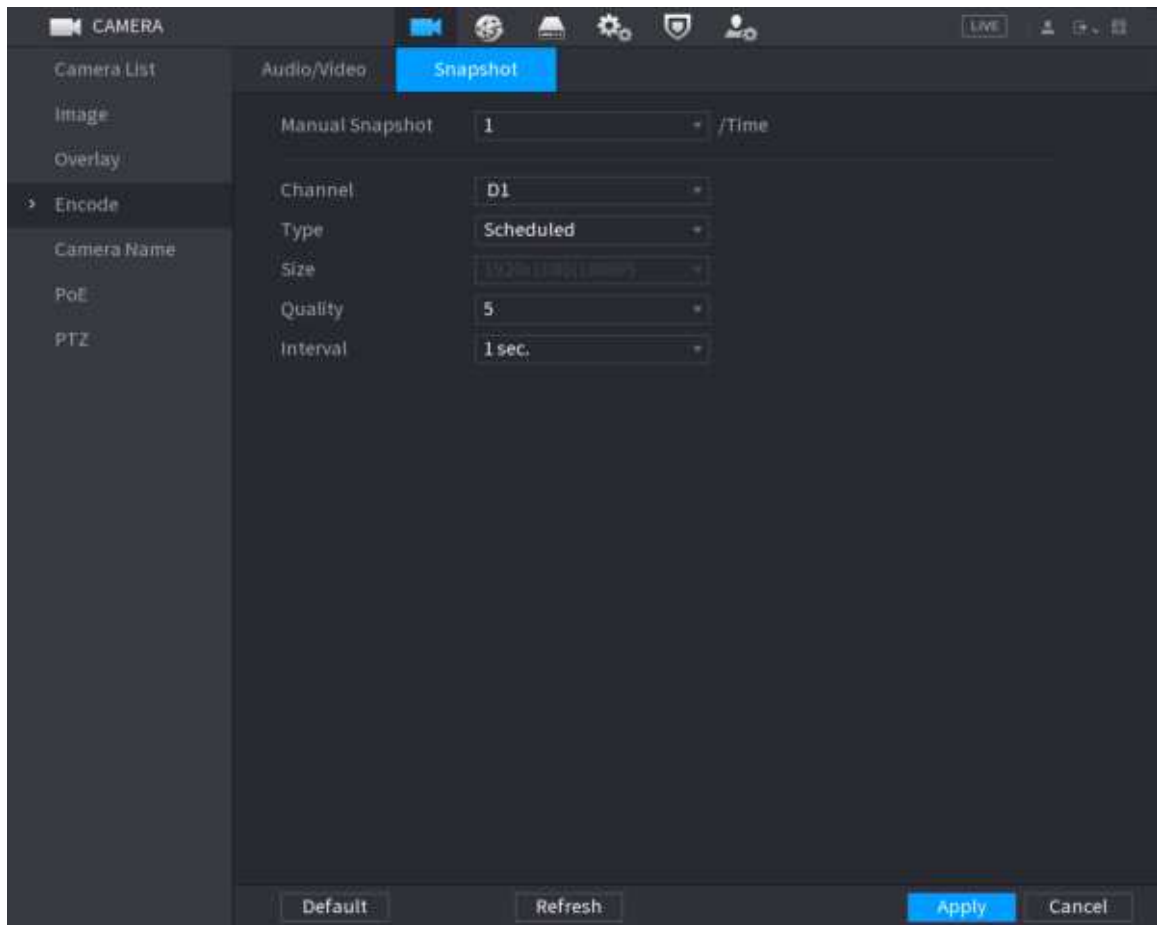 CAMERA
LIVE
Camera List
Image
Overlay
Encode
Camera Name
PoE
PTZ
Audio/Video
Snapshot
Manual Snapshot 1 /Time
Channel D1
Type Scheduled
Size
Quality 5
Interval 1 sec.
Default
Refresh
Apply
Cancel